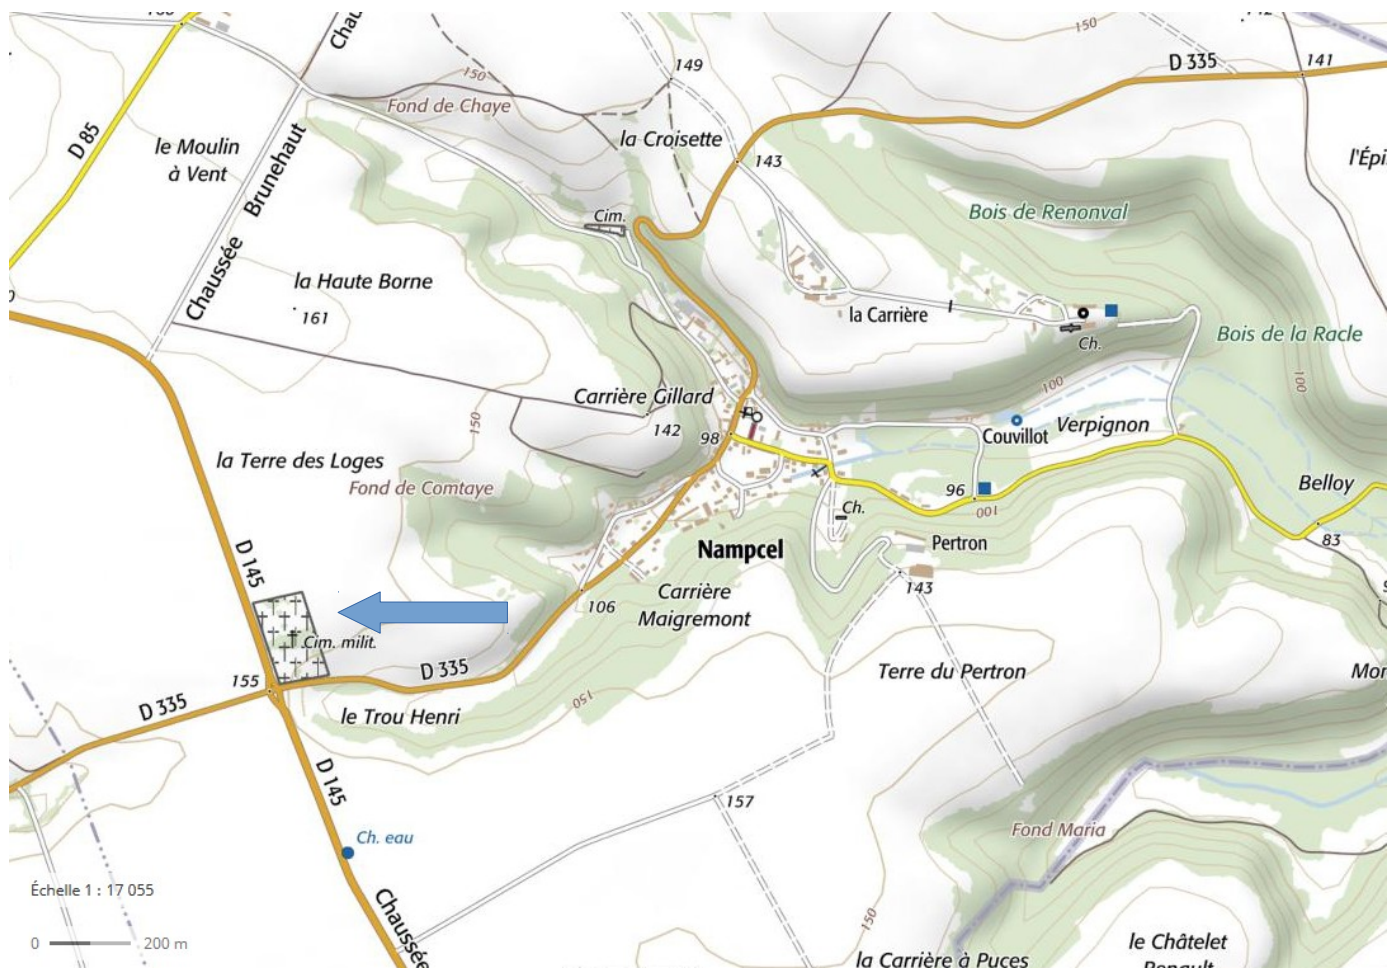 150
D 335
141
149
150
Fond de Chaye
la Croisette
D 85
le Moulin
à Vent
143
l'Épi
Chaussée Brunehaut
Cim.
Bois de Renonval
la Haute Borne
161
la Carrière
Ch.
Bois de la Racle
100
100
Carrière Gillard
142
98
150
Couvillot
Verpignon
la Terre des Loges
Fond de Comtaye
96
100
Belloy
83
Ch.
Nampcel
Pertron
D 145
106
Carrière
Maigremont
143
Cim. milit.
D 335
155
D 335
le Trou Henri
150
Terre du Pertron
Mor
D 145
157
Fond Maria
Ch. eau
Échelle 1 : 17 055
0 200 m
Chaussée
150
la Carrière à Puces
le Châtelet